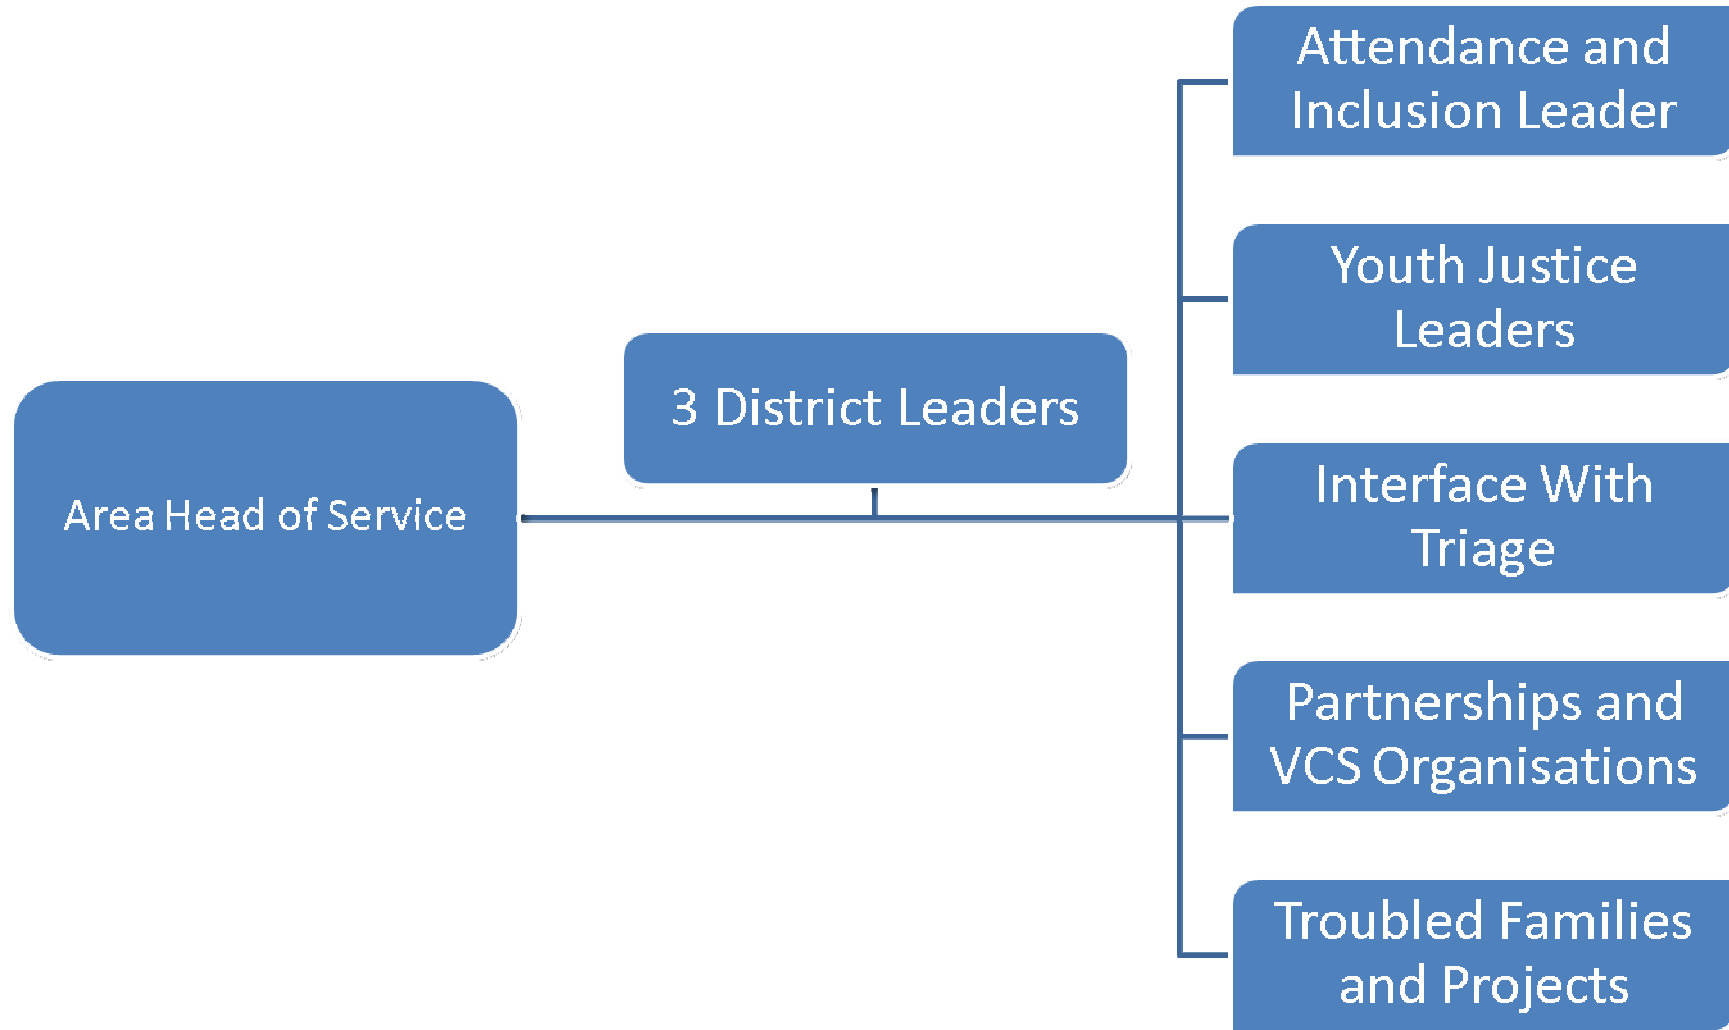 Area Head of Service
3 District Leaders
Attendance and
Inclusion Leader
Youth Justice
Leaders
Interface With
Triage
Partnerships and
VCS Organisations
Troubled Families
and Projects